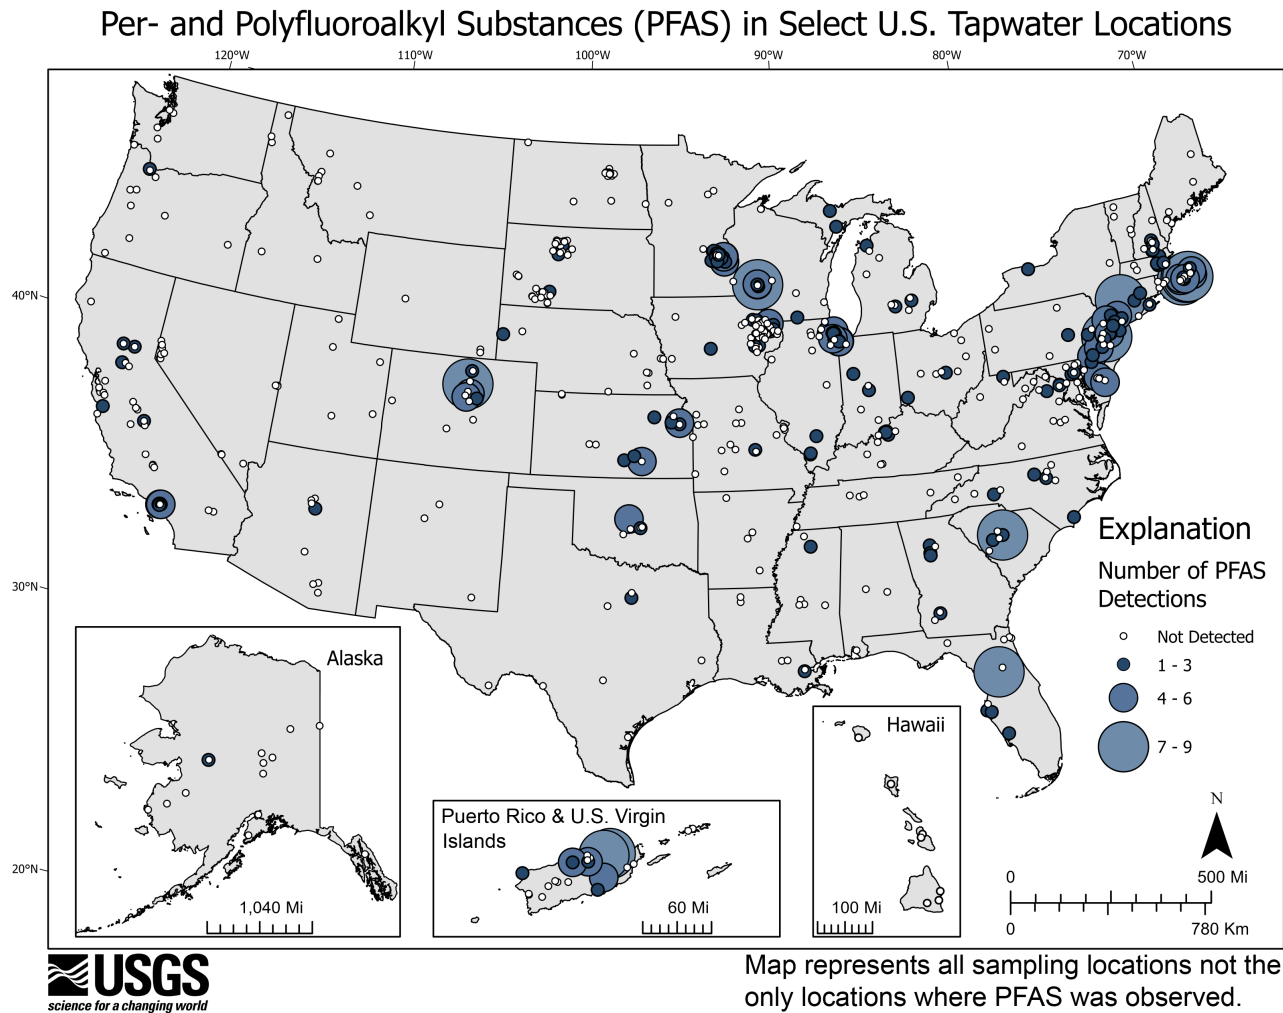 Per- and Polyfluoroalkyl Substances (PFAS) in Select U.S. Tapwater Locations
120°W 110°W 100°W 90°W 80°W 70°W
40°N
30°N
20°N
Explanation
Number of PFAS
Detections
Not Detected
1 - 3
4 - 6
7 - 9
Alaska
1,040 Mi
Puerto Rico & U.S. Virgin
Islands
60 Mi
Hawaii
100 Mi
N
0 500 Mi
0 780 Km
USGS
science for a changing world
Map represents all sampling locations not the
only locations where PFAS was observed.